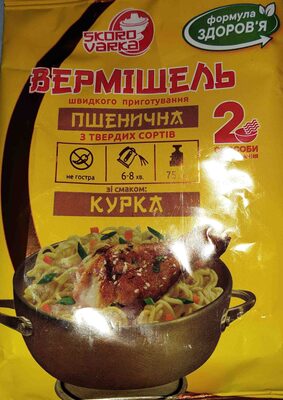 SKORO
VARKA
формула
ЗДОРОВ'Я
ВЕРМІШЕЛЬ
швидкого приготування
ПШЕНИЧНА
З ТВЕРДИХ СОРТІВ
2
не гостра
6-8 хв.
зі смаком:
КУРКА